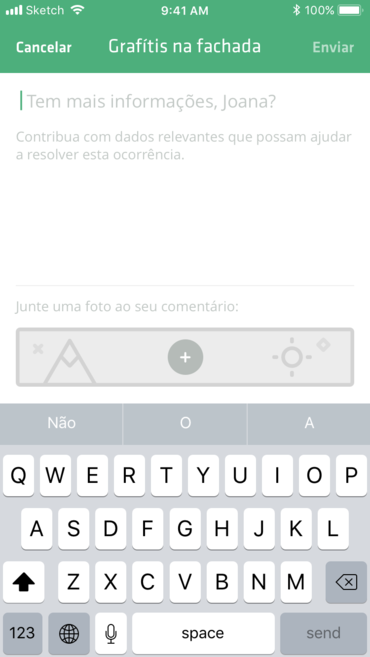 Sketch 9:41 AM 100%
Cancelar Grafítis na fachada Enviar
Tem mais informações, Joana?
Contribua com dados relevantes que possam ajudar
a resolver esta ocorrência.
Junte uma foto ao seu comentário:
Não O A
Q W E R T Y U I O P
A S D F G H J K L
Z X C V B N M
123 space send